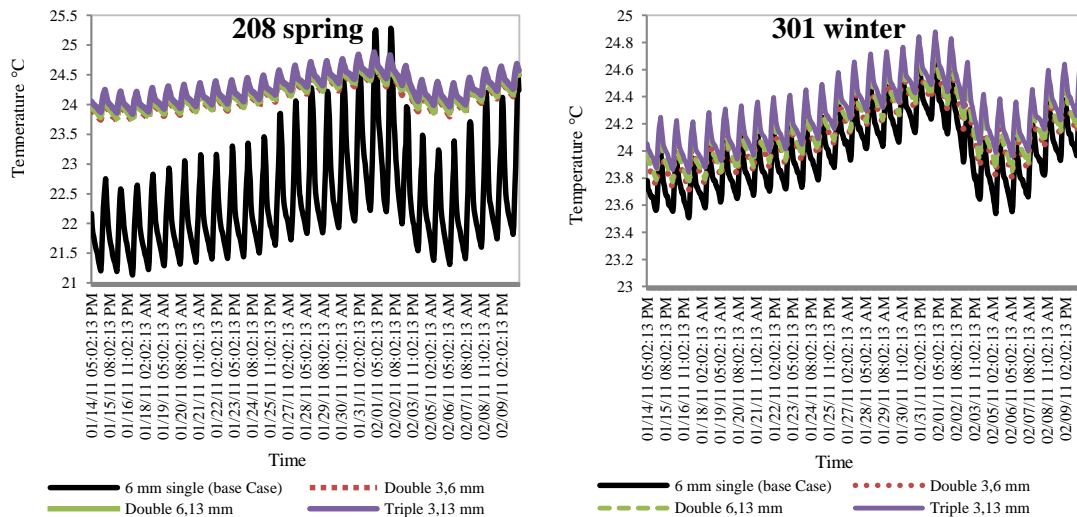 208 spring
Temperature °C
25.5
25
24.5
24
23.5
23
22.5
22
21.5
21
01/14/11 05:02:13 PM
01/15/11 08:02:13 PM
01/16/11 11:02:13 PM
01/18/11 02:02:13 AM
01/19/11 05:02:13 AM
01/20/11 08:02:13 AM
01/21/11 11:02:13 AM
01/22/11 02:02:13 PM
01/23/11 05:02:13 PM
01/24/11 08:02:13 PM
01/25/11 11:02:13 PM
01/27/11 02:02:13 AM
01/28/11 05:02:13 AM
01/29/11 08:02:13 AM
01/30/11 11:02:13 AM
01/31/11 02:02:13 PM
02/01/11 05:02:13 PM
02/02/11 08:02:13 PM
02/03/11 11:02:13 PM
02/05/11 02:02:13 AM
02/06/11 05:02:13 AM
02/07/11 08:02:13 AM
02/08/11 11:02:13 AM
02/09/11 02:02:13 PM
Time
6 mm single (base Case)
Double 3,6 mm
Double 6,13 mm
Triple 3,13 mm
301 winter
Temperature °C
25
24.8
24.6
24.4
24.2
24
23.8
23.6
23.5
23.2
23
01/14/11 05:02:13 PM
01/15/11 08:02:13 PM
01/16/11 11:02:13 PM
01/18/11 02:02:13 AM
01/19/11 05:02:13 AM
01/20/11 08:02:13 AM
01/21/11 11:02:13 AM
01/22/11 02:02:13 PM
01/23/11 05:02:13 PM
01/24/11 08:02:13 PM
01/25/11 11:02:13 PM
01/27/11 02:02:13 AM
01/28/11 05:02:13 AM
01/29/11 08:02:13 AM
01/30/11 11:02:13 AM
01/31/11 02:02:13 PM
02/01/11 05:02:13 PM
02/02/11 08:02:13 PM
02/03/11 11:02:13 PM
02/05/11 02:02:13 AM
02/06/11 05:02:13 AM
02/07/11 08:02:13 AM
02/08/11 11:02:13 AM
02/09/11 02:02:13 PM
Time
6 mm single (base Case)
Double 3,6 mm
Double 6,13 mm
Triple 3,13 mm